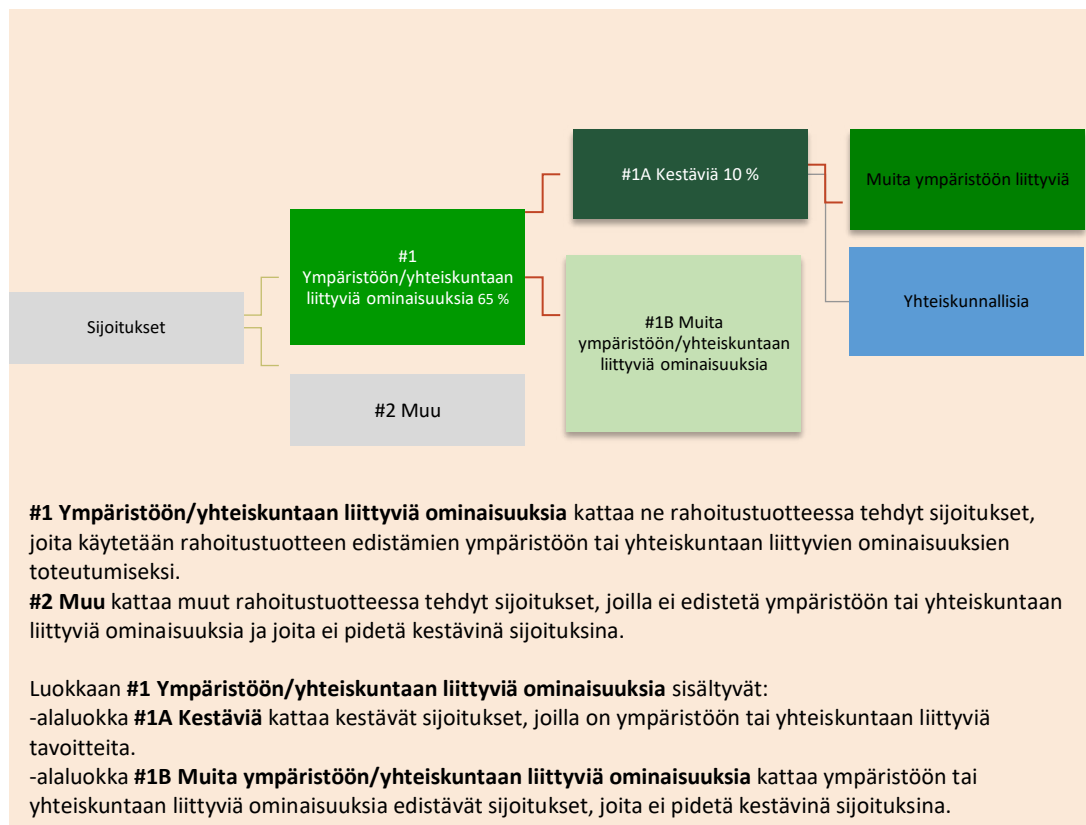 #1A Kestäviä 10 %
Muita ympäristöön liittyviä
#1
Ympäristöön/yhteiskuntaan
liittyviä ominaisuuksia 65 %
Sijoitukset
Yhteiskunnallisia
#1B Muita
ympäristöön/yhteiskuntaan
liittyviä ominaisuuksia
#2 Muu
#1 Ympäristöön/yhteiskuntaan liittyviä ominaisuuksia kattaa ne rahoitustuotteessa tehdyt sijoitukset,
joita käytetään rahoitustuotteen edistämien ympäristöön tai yhteiskuntaan liittyvien ominaisuuksien
toteutumiseksi.
#2 Muu kattaa muut rahoitustuotteessa tehdyt sijoitukset, joilla ei edistetä ympäristöön tai yhteiskuntaan
liittyviä ominaisuuksia ja joita ei pidetä kestävinä sijoituksina.
Luokkaan #1 Ympäristöön/yhteiskuntaan liittyviä ominaisuuksia sisältyvät:
-alaluokka #1A Kestäviä kattaa kestävät sijoitukset, joilla on ympäristöön tai yhteiskuntaan liittyviä
tavoitteita.
-alaluokka #1B Muita ympäristöön/yhteiskuntaan liittyviä ominaisuuksia kattaa ympäristöön tai
yhteiskuntaan liittyviä ominaisuuksia edistävät sijoitukset, joita ei pidetä kestävinä sijoituksina.